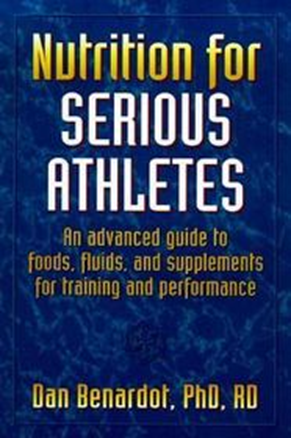 Nutrition for
SERIOUS
ATHLETES
An advanced guide to
foods, fluids, and supplements
for training and performance
Dan Benardot, PhD, RD